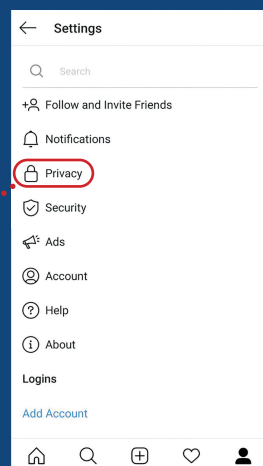 Settings
Search
Follow and Invite Friends
Notifications
Privacy
Security
Ads
Account
Help
About
Logins
Add Account